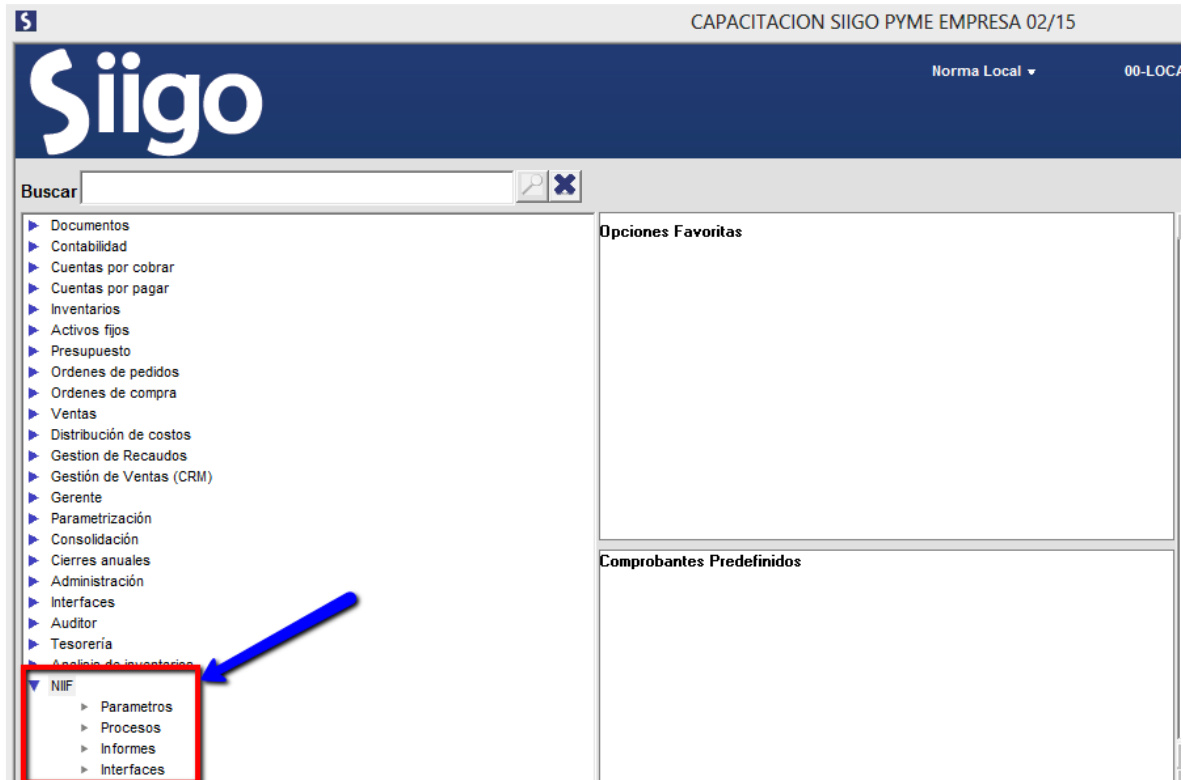 S
CAPACITACION SIIGO PYME EMPRESA 02/15
Siigo
Norma Local
00-LOCA
Buscar
Documentos
Contabilidad
Cuentas por cobrar
Cuentas por pagar
Inventarios
Activos fijos
Presupuesto
Ordenes de pedidos
Ordenes de compra
Ventas
Distribución de costos
Gestion de Recaudos
Gestión de Ventas (CRM)
Gerente
Parametrización
Consolidación
Cierres anuales
Administración
Interfaces
Auditor
Tesorería
Analisis de inventarios
NIIF
Parametros
Procesos
Informes
Interfaces
Opciones Favoritas
Comprobantes Predefinidos